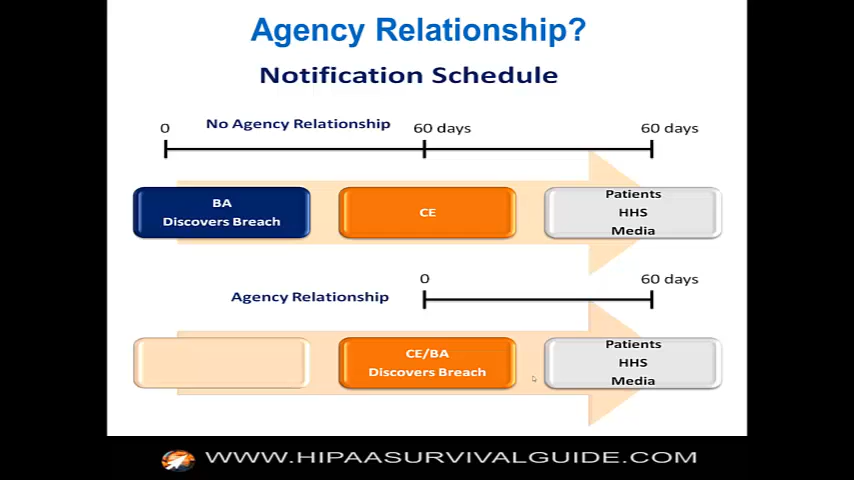 Agency Relationship?
Notification Schedule
0 No Agency Relationship 60 days 60 days
BA
Discovers Breach
CE
Patients
HHS
Media
0 60 days
Agency Relationship
CE/BA
Discovers Breach
Patients
HHS
Media
WWW.HIPAASURVIVALGUIDE.COM